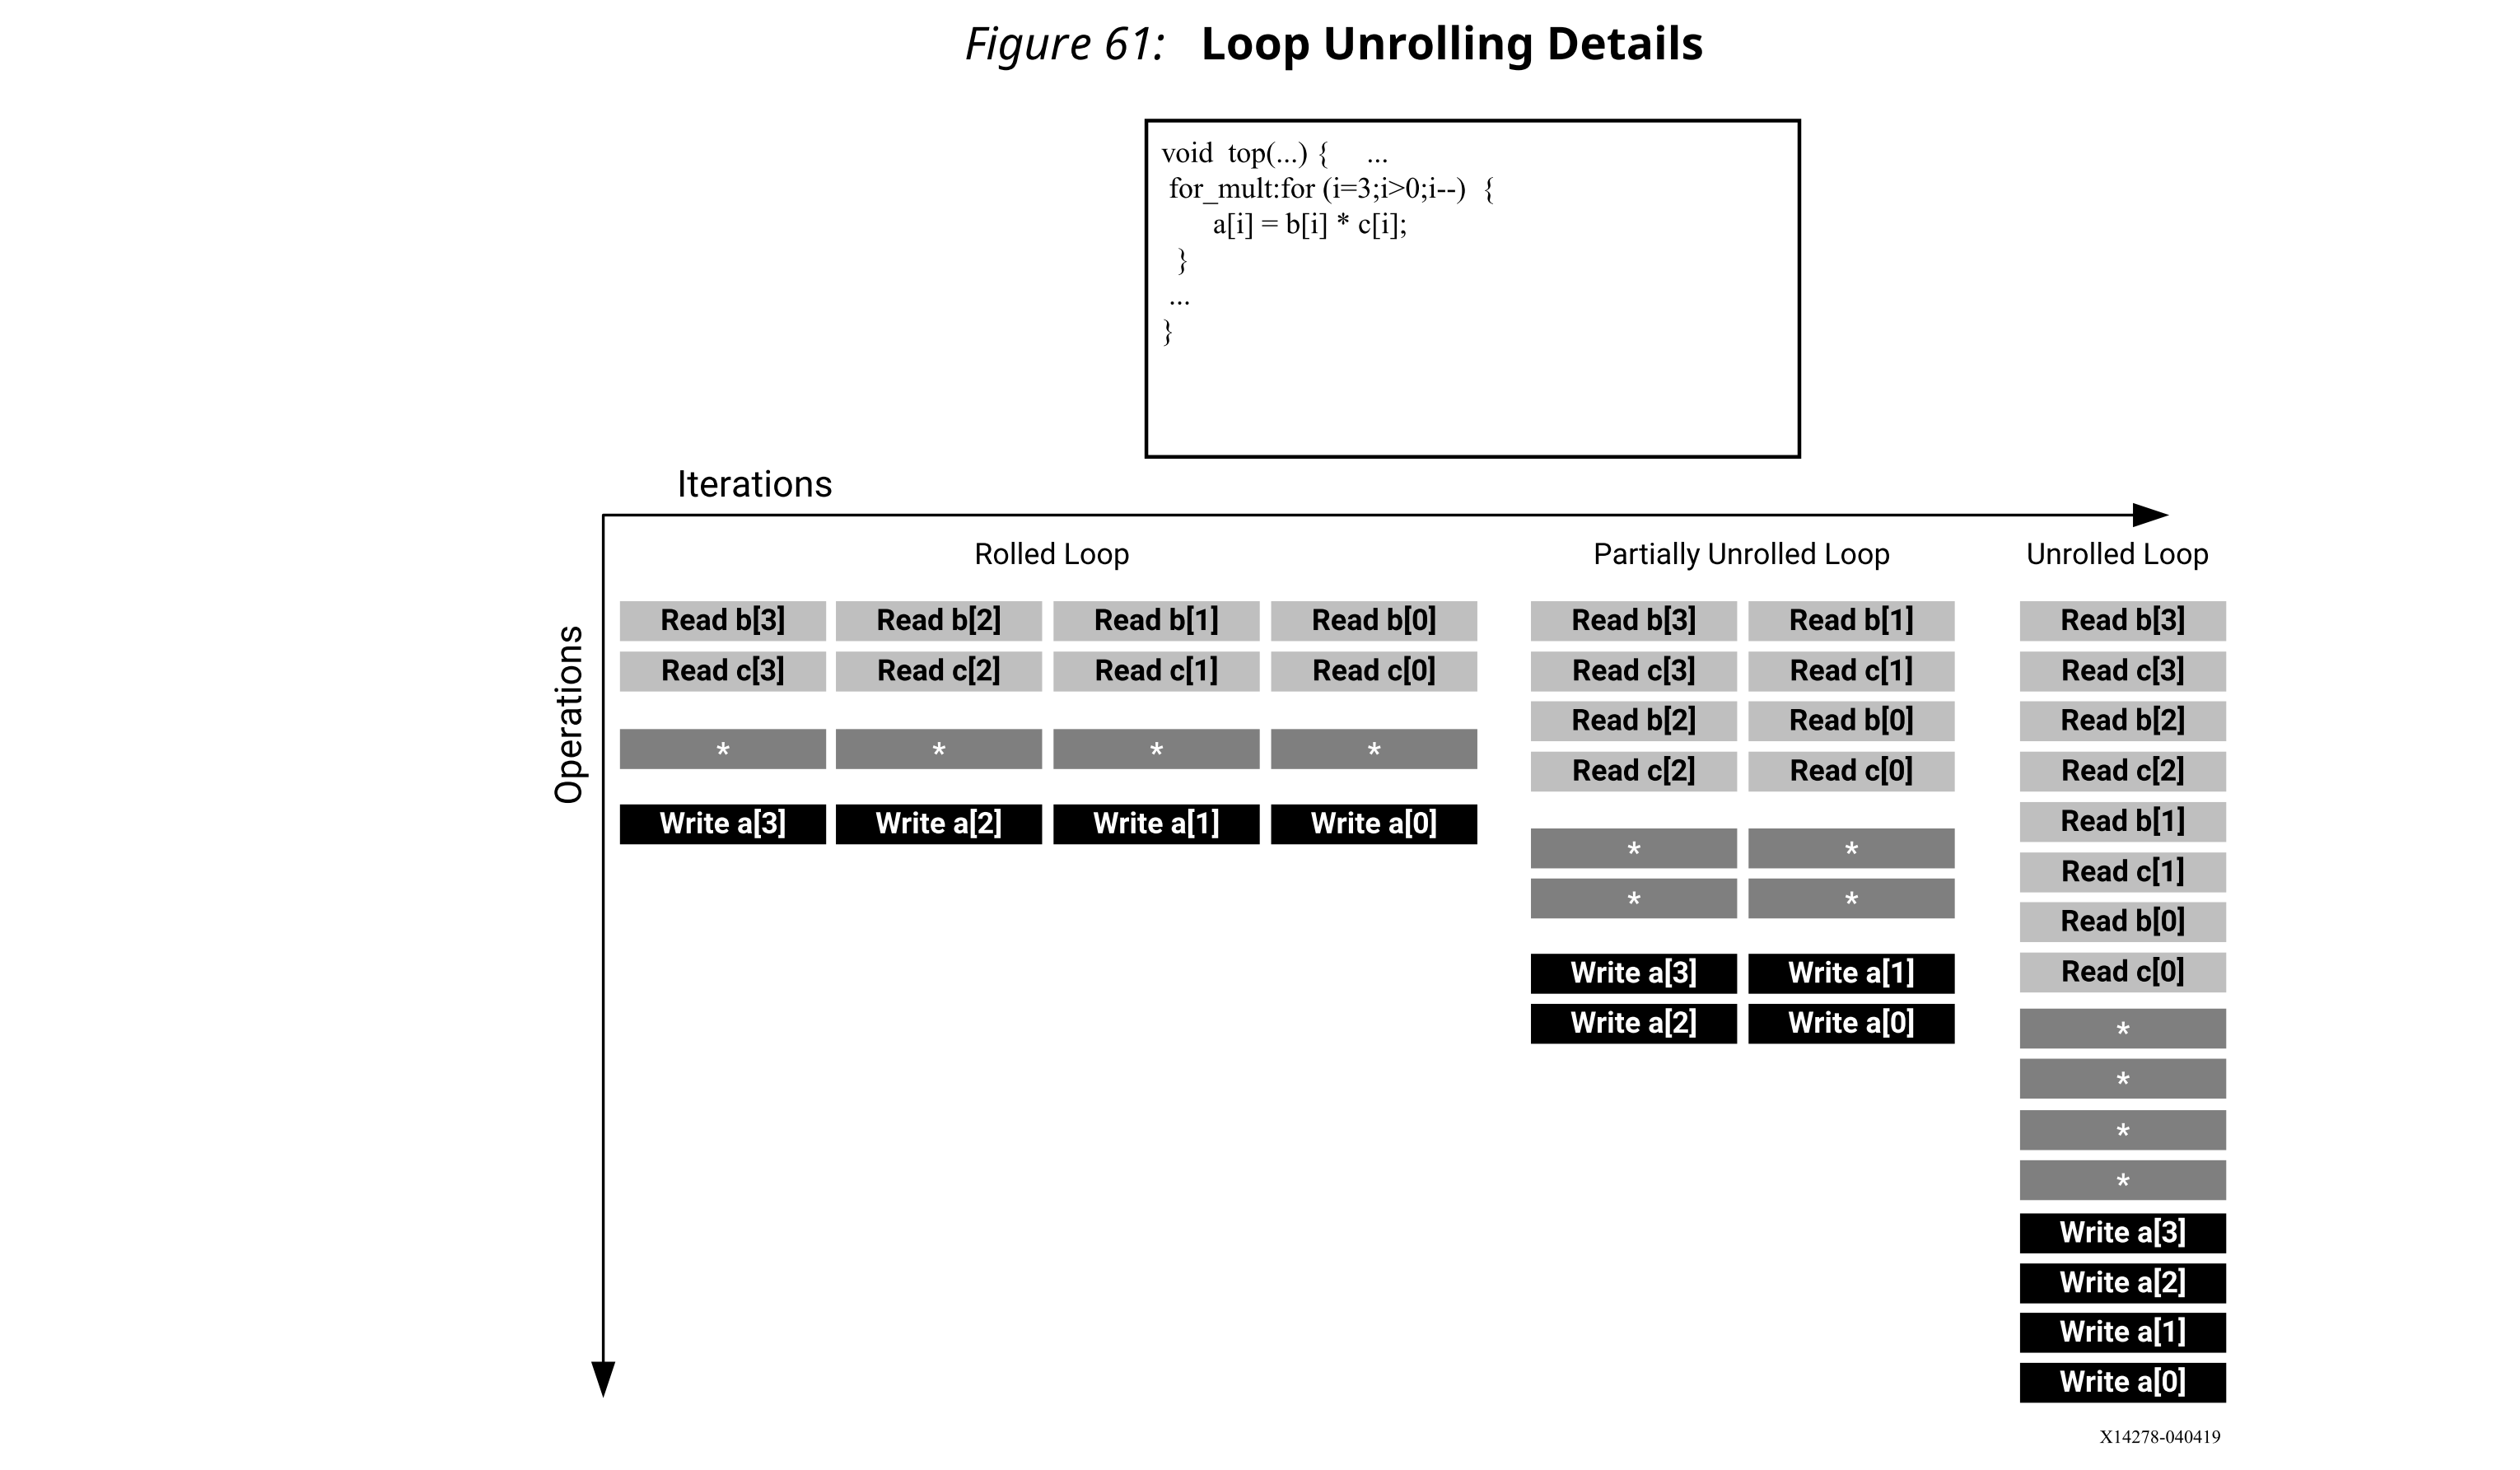 Figure 61: Loop Unrolling Details
void top(...) { ...
for_mult:for (i=3;i>0;i--) {
a[i] = b[i] * c[i];
}
...
}
Iterations
Operations
Rolled Loop
Read b[3] Read b[2] Read b[1] Read b[0]
Read c[3] Read c[2] Read c[1] Read c[0]
* * * *
Write a[3] Write a[2] Write a[1] Write a[0]
Partially Unrolled Loop
Read b[3] Read b[1]
Read c[3] Read c[1]
Read b[2] Read b[0]
Read c[2] Read c[0]
* *
* *
Write a[3] Write a[1]
Write a[2] Write a[0]
Unrolled Loop
Read b[3]
Read c[3]
Read b[2]
Read c[2]
Read b[1]
Read c[1]
Read b[0]
Read c[0]
*
*
*
*
Write a[3]
Write a[2]
Write a[1]
Write a[0]
X14278-040419